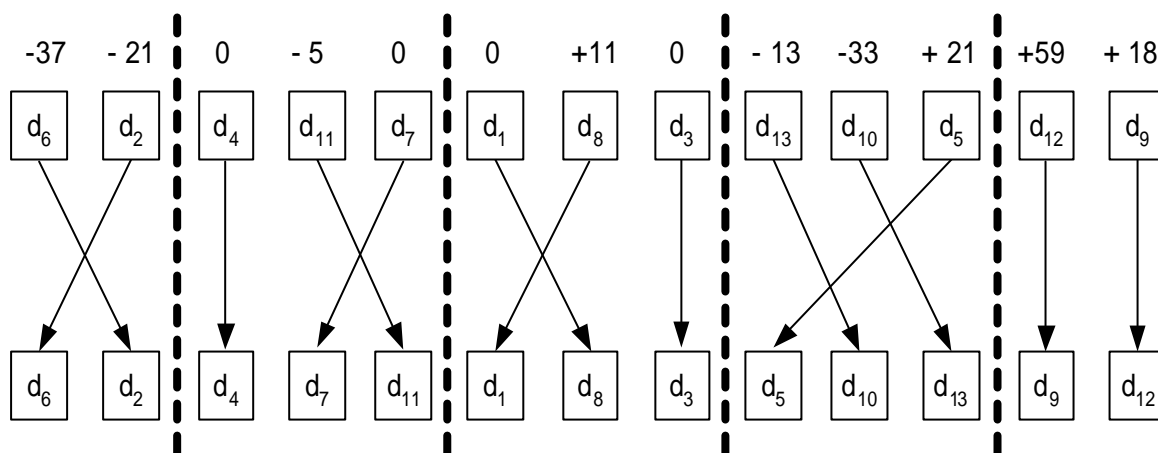 -37 - 21 0 - 5 0 0 +11 0 - 13 -33 + 21 +59 + 18
d6 d2 d4 d11 d7 d1 d8 d3 d13 d10 d5 d12 d9
d6 d2 d4 d7 d11 d1 d8 d3 d5 d10 d13 d9 d12